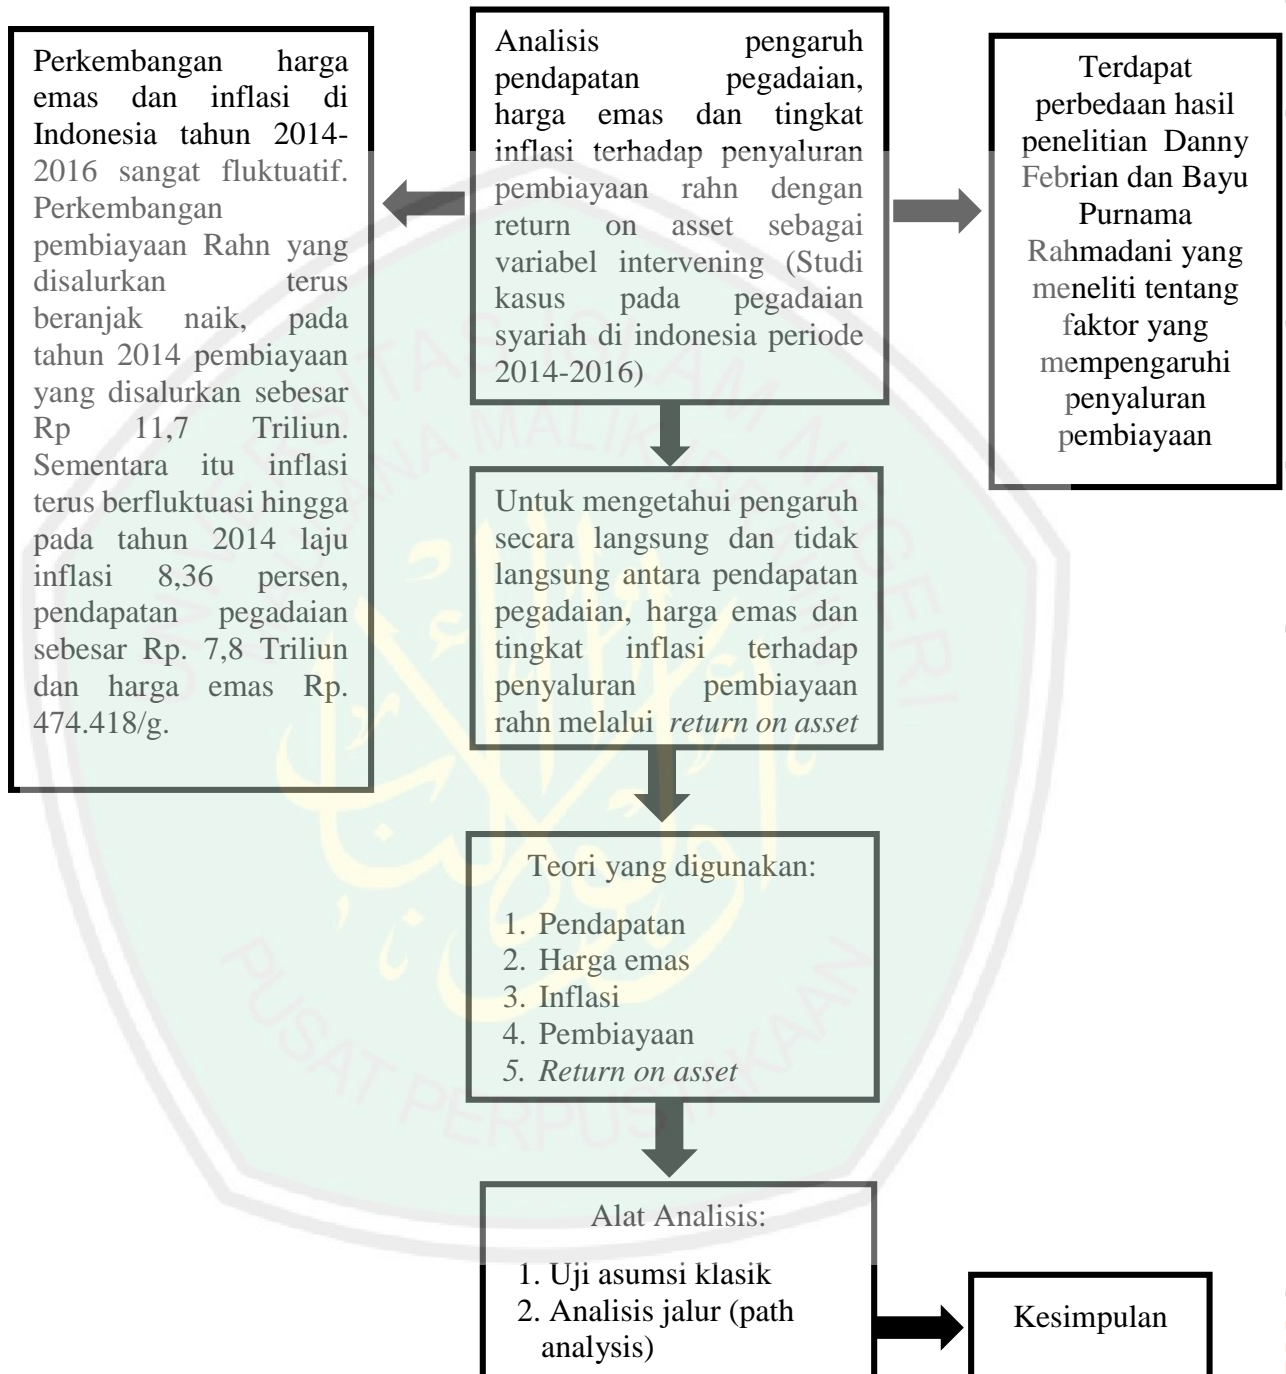 Perkembangan harga
emas dan inflasi di
Indonesia tahun 2014-
2016 sangat fluktuatif.
Perkembangan
pembiayaan Rahn yang
disalurkan terus
beranjak naik, pada
tahun 2014 pembiayaan
yang disalurkan sebesar
Rp 11,7 Triliun.
Sementara itu inflasi
terus berfluktuasi hingga
pada tahun 2014 laju
inflasi 8,36 persen,
pendapatan pegadaian
sebesar Rp. 7,8 Triliun
dan harga emas Rp.
474.418/g.
Analisis pengaruh
pendapatan pegadaian,
harga emas dan tingkat
inflasi terhadap penyaluran
pembiayaan rahn dengan
return on asset sebagai
variabel intervening (Studi
kasus pada pegadaian
syariah di indonesia periode
2014-2016)
Terdapat
perbedaan hasil
penelitian Danny
Febrian dan Bayu
Purnama
Rahmadani yang
meneliti tentang
faktor yang
mempengaruhi
penyaluran
pembiayaan
Untuk mengetahui pengaruh
secara langsung dan tidak
langsung antara pendapatan
pegadaian, harga emas dan
tingkat inflasi terhadap
penyaluran pembiayaan
rahn melalui return on asset
Teori yang digunakan:
1. Pendapatan
2. Harga emas
3. Inflasi
4. Pembiayaan
5. Return on asset
Alat Analisis:
1. Uji asumsi klasik
2. Analisis jalur (path
analysis)
Kesimpulan
PUSAT PERPUSTAKAAN